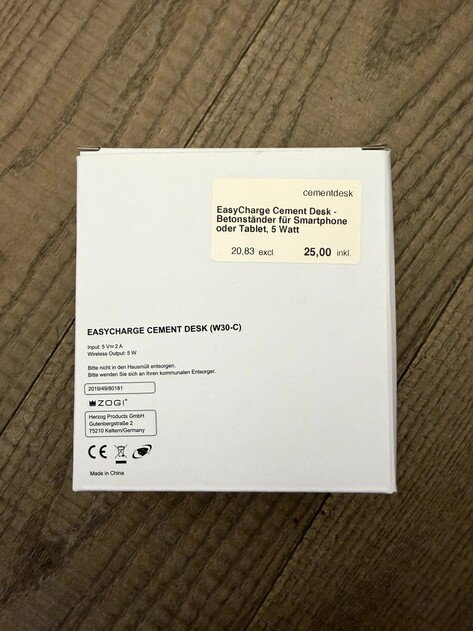 cementdesk
EasyCharge Cement Desk -
Betonständer für Smartphone
oder Tablet, 5 Watt
20,83 excl 25,00 inkl.
EASYCHARGE CEMENT DESK (W30-C)
Input: 5 V⎓2 A
Wireless Output: 5 W
Bitte nicht in den Hausmüll entsorgen.
Bitte wenden Sie sich an Ihren kommunalen Entsorger.
2019/49/80181
ZOGI®
Herzog Products GmbH
Gutenbergstraße 2
75210 Keltern/Germany
CE
Made in China